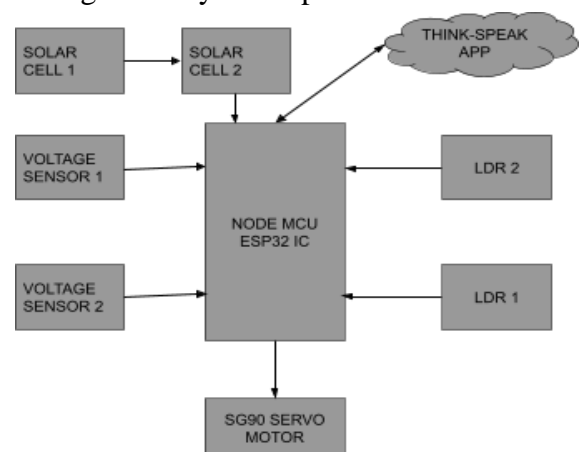 SOLAR
CELL 1
SOLAR
CELL 2
THINK-SPEAK
APP
VOLTAGE
SENSOR 1
NODE MCU
ESP32 IC
LDR 2
VOLTAGE
SENSOR 2
LDR 1
SG90 SERVO
MOTOR